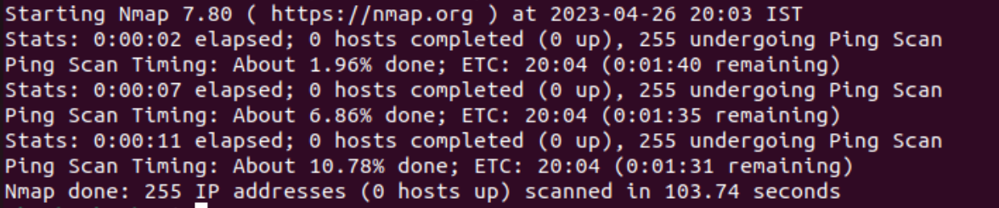 Starting Nmap 7.80 ( https://nmap.org ) at 2023-04-26 20:03 IST
Stats: 0:00:02 elapsed; 0 hosts completed (0 up), 255 undergoing Ping Scan
Ping Scan Timing: About 1.96% done; ETC: 20:04 (0:01:40 remaining)
Stats: 0:00:07 elapsed; 0 hosts completed (0 up), 255 undergoing Ping Scan
Ping Scan Timing: About 6.86% done; ETC: 20:04 (0:01:35 remaining)
Stats: 0:00:11 elapsed; 0 hosts completed (0 up), 255 undergoing Ping Scan
Ping Scan Timing: About 10.78% done; ETC: 20:04 (0:01:31 remaining)
Nmap done: 255 IP addresses (0 hosts up) scanned in 103.74 seconds